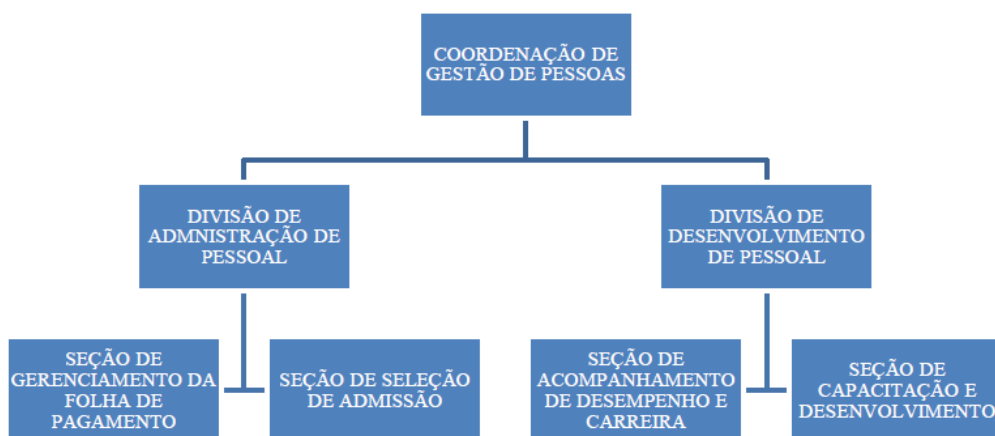 COORDENAÇÃO DE
GESTÃO DE PESSOAS
DIVISÃO DE
ADMNISTRAÇÃO DE
PESSOAL
DIVISÃO DE
DESENVOLVIMENTO
DE PESSOAL
SEÇÃO DE
GERENCIAMENTO DA
FOLHA DE
PAGAMENTO
SEÇÃO DE SELEÇÃO
DE ADMISSÃO
SEÇÃO DE
ACOMPANHAMENTO
DE DESEMPENHO E
CARREIRA
SEÇÃO DE
CAPACITAÇÃO E
DESENVOLVIMENTO